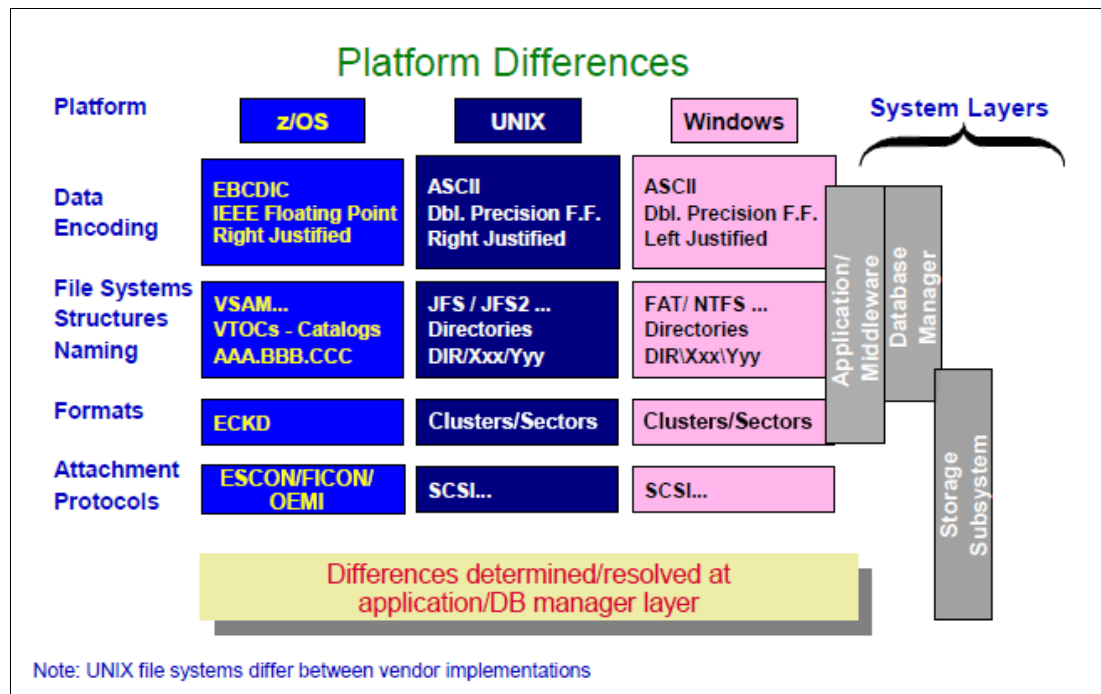 Platform Differences
Platform
z/OS
UNIX
Windows
System Layers
Data
Encoding
EBCDIC
IEEE Floating Point
Right Justified
ASCII
Dbl. Precision F.F.
Right Justified
ASCII
Dbl. Precision F.F.
Left Justified
File Systems
Structures
Naming
VSAM...
VTOCs - Catalogs
AAA.BBB.CCC
JFS / JFS2 ...
Directories
DIR/Xxx/Yyy
FAT/ NTFS ...
Directories
DIR\Xxx\Yyy
Formats
ECKD
Clusters/Sectors
Clusters/Sectors
Attachment
Protocols
ESCON/FICON/
OEMI
SCSI...
SCSI...
Application/
Middleware
Database
Manager
Storage
Subsystem
Differences determined/resolved at
application/DB manager layer
Note: UNIX file systems differ between vendor implementations